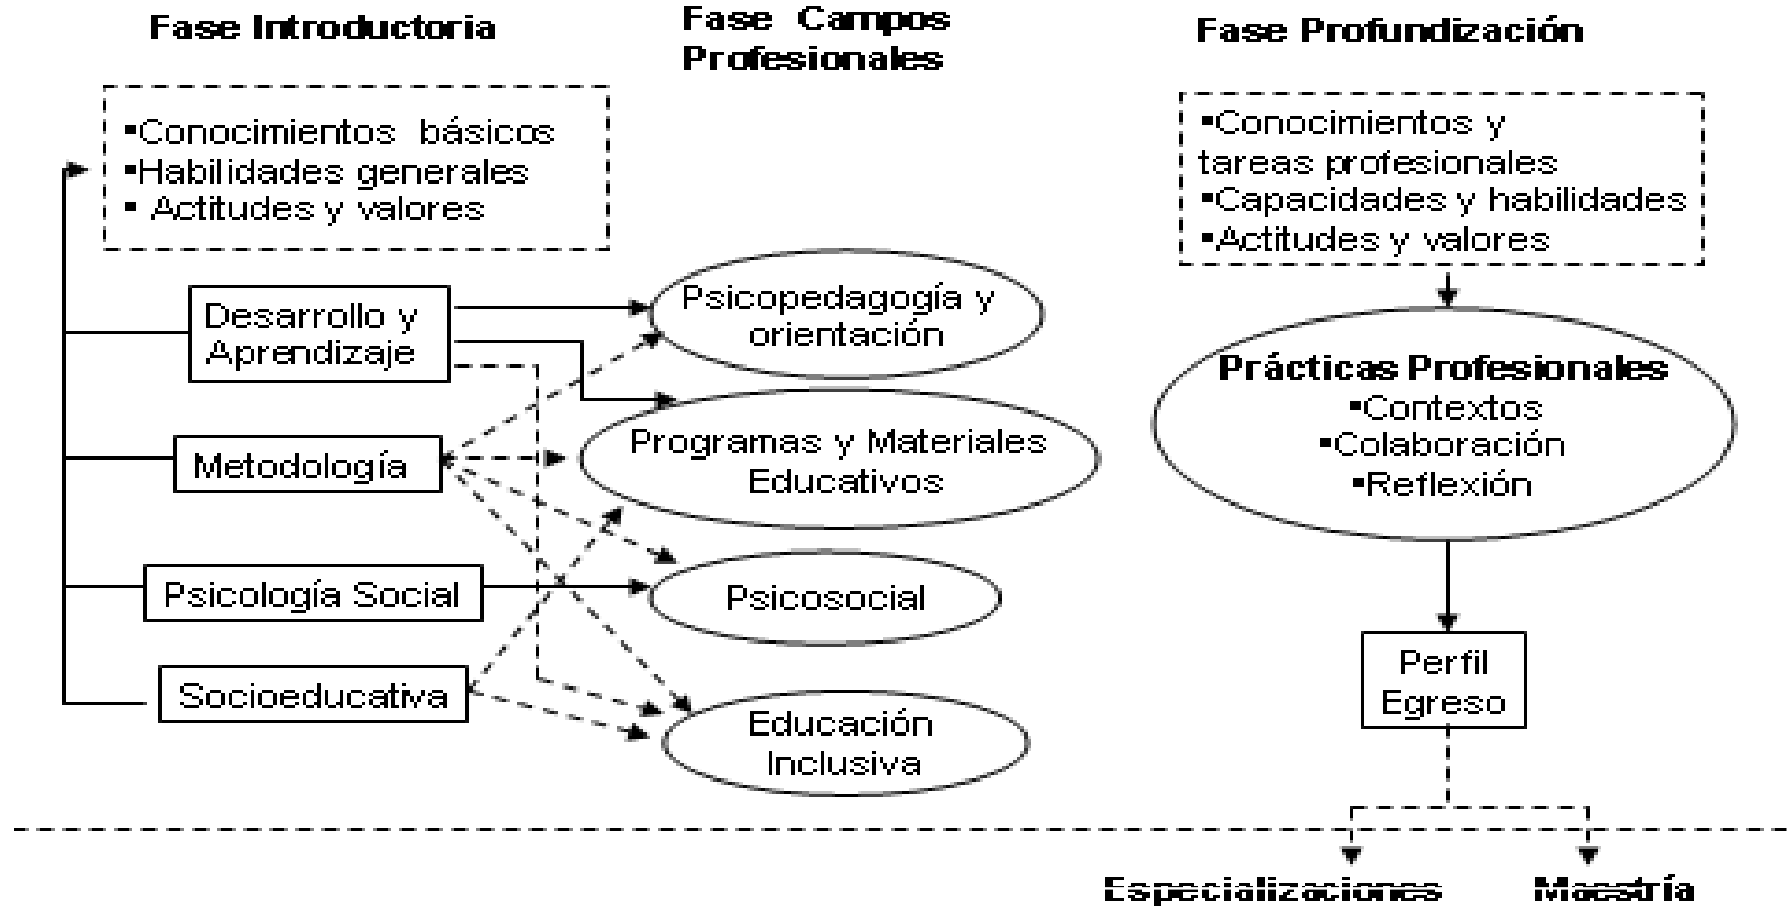 Fase Introductoria
Fase Campos
Profesionales
Fase Profundización
▪Conocimientos básicos
▪Habilidades generales
▪ Actitudes y valores
▪Conocimientos y
tareas profesionales
▪Capacidades y habilidades
▪Actitudes y valores
Desarrollo y
Aprendizaje
Metodología
Psicología Social
Socioeducativa
Psicopedagogía y
orientación
Programas y Materiales
Educativos
Psicosocial
Educación
Inclusiva
Prácticas Profesionales
▪Contextos
▪Colaboración
▪Reflexión
Perfil
Egreso
Especializaciones
Maestría